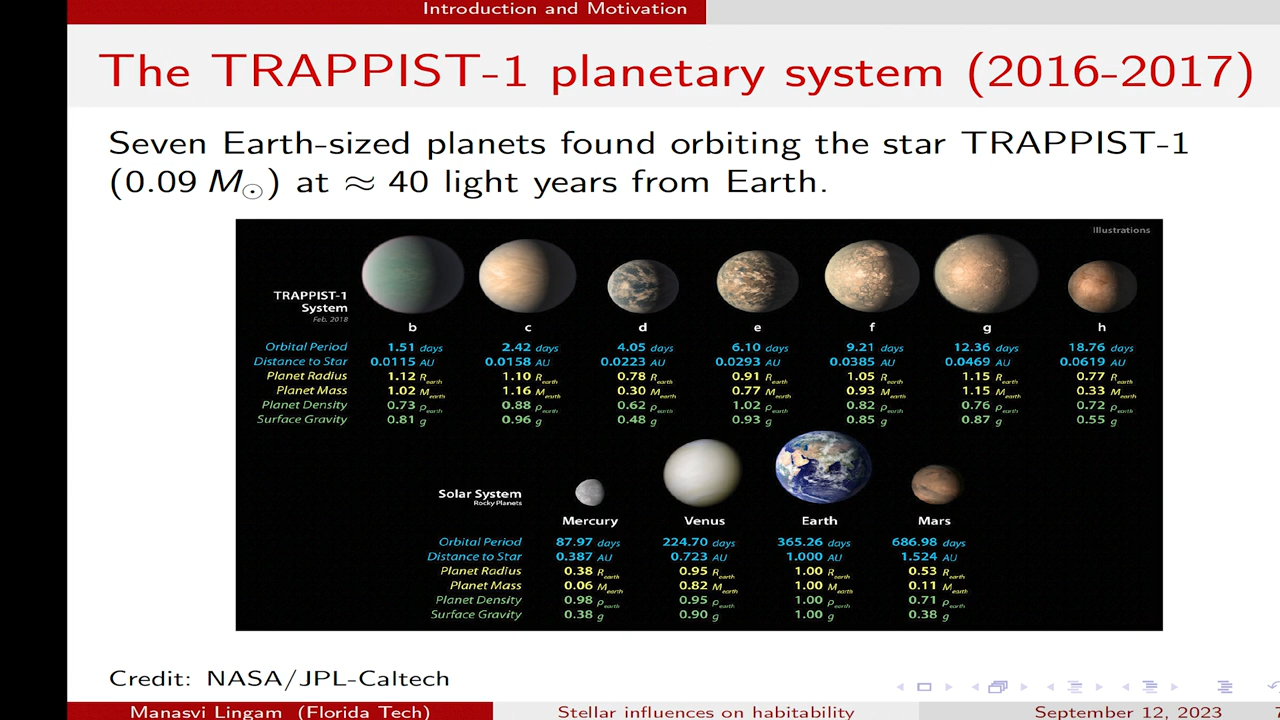 Introduction and Motivation
The TRAPPIST-1 planetary system (2016-2017)
Seven Earth-sized planets found orbiting the star TRAPPIST-1
(0.09 M⊙) at ≈ 40 light years from Earth.
Illustrations
TRAPPIST-1
System
Feb. 2018
b c d e f g h
Orbital Period 1.51 days 2.42 days 4.05 days 6.10 days 9.21 days 12.36 days 18.76 days
Distance to Star 0.0115 AU 0.0158 AU 0.0223 AU 0.0293 AU 0.0385 AU 0.0469 AU 0.0619 AU
Planet Radius 1.12 Rearth 1.10 Rearth 0.78 Rearth 0.91 Rearth 1.05 Rearth 1.15 Rearth 0.77 Rearth
Planet Mass 1.02 Mearth 1.16 Mearth 0.30 Mearth 0.77 Mearth 0.93 Mearth 1.15 Mearth 0.33 Mearth
Planet Density 0.73 ρearth 0.88 ρearth 0.62 ρearth 1.02 ρearth 0.82 ρearth 0.76 ρearth 0.72 ρearth
Surface Gravity 0.81 g 0.96 g 0.48 g 0.93 g 0.85 g 0.87 g 0.55 g
Solar System
Rocky Planets
Mercury Venus Earth Mars
Orbital Period 87.97 days 224.70 days 365.26 days 686.98 days
Distance to Star 0.387 AU 0.723 AU 1.000 AU 1.524 AU
Planet Radius 0.38 Rearth 0.95 Rearth 1.00 Rearth 0.53 Rearth
Planet Mass 0.06 Mearth 0.82 Mearth 1.00 Mearth 0.11 Mearth
Planet Density 0.98 ρearth 0.95 ρearth 1.00 ρearth 0.71 ρearth
Surface Gravity 0.38 g 0.90 g 1.00 g 0.38 g
Credit: NASA/JPL-Caltech
Manasvi Lingam (Florida Tech) Stellar influences on habitability September 12, 2023